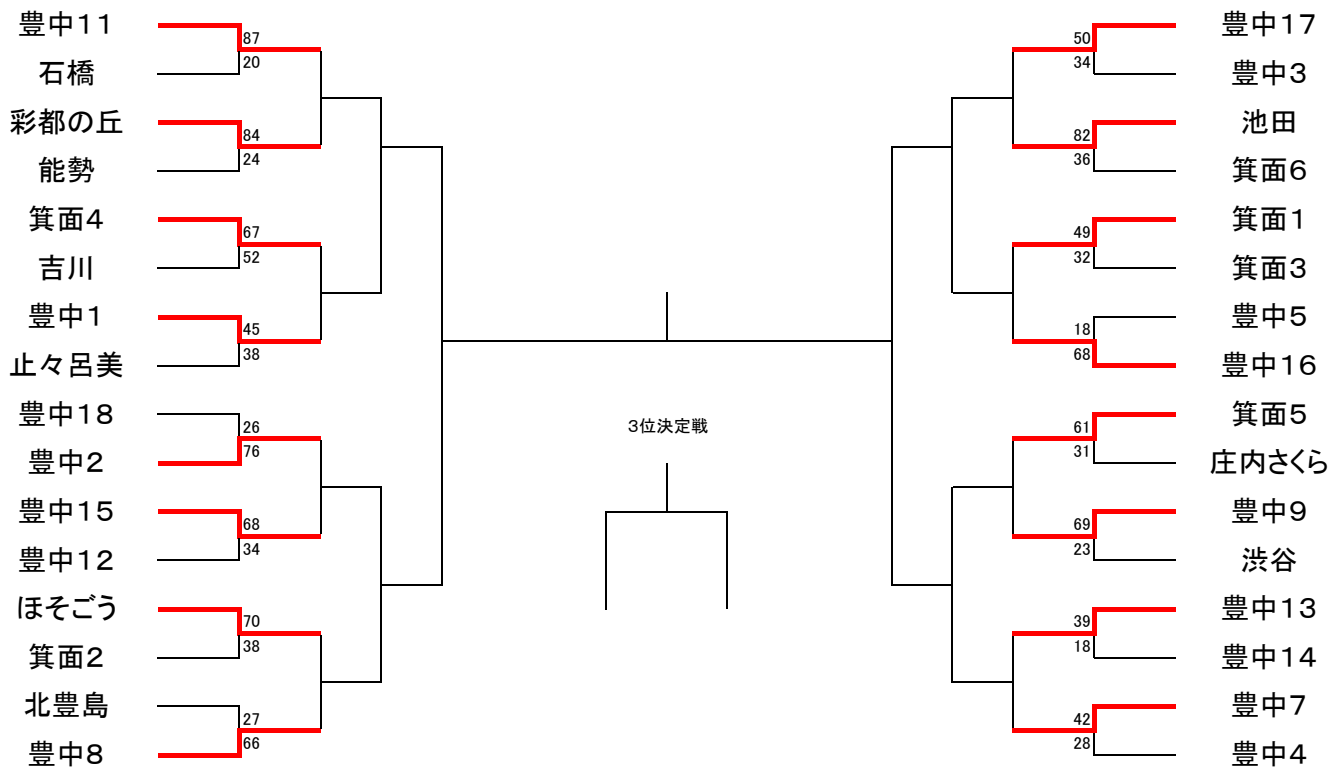 豊中11
87
20
石橋
彩都の丘
84
24
能勢
箕面4
67
52
吉川
豊中1
45
38
止々呂美
豊中18
26
76
豊中2
豊中15
68
34
豊中12
ほそごう
70
38
箕面2
北豊島
27
66
豊中8
3位決定戦
豊中17
50
34
豊中3
池田
82
36
箕面6
箕面1
49
32
箕面3
豊中5
18
68
豊中16
箕面5
61
31
庄内さくら
豊中9
69
23
渋谷
豊中13
39
18
豊中14
豊中7
42
28
豊中4